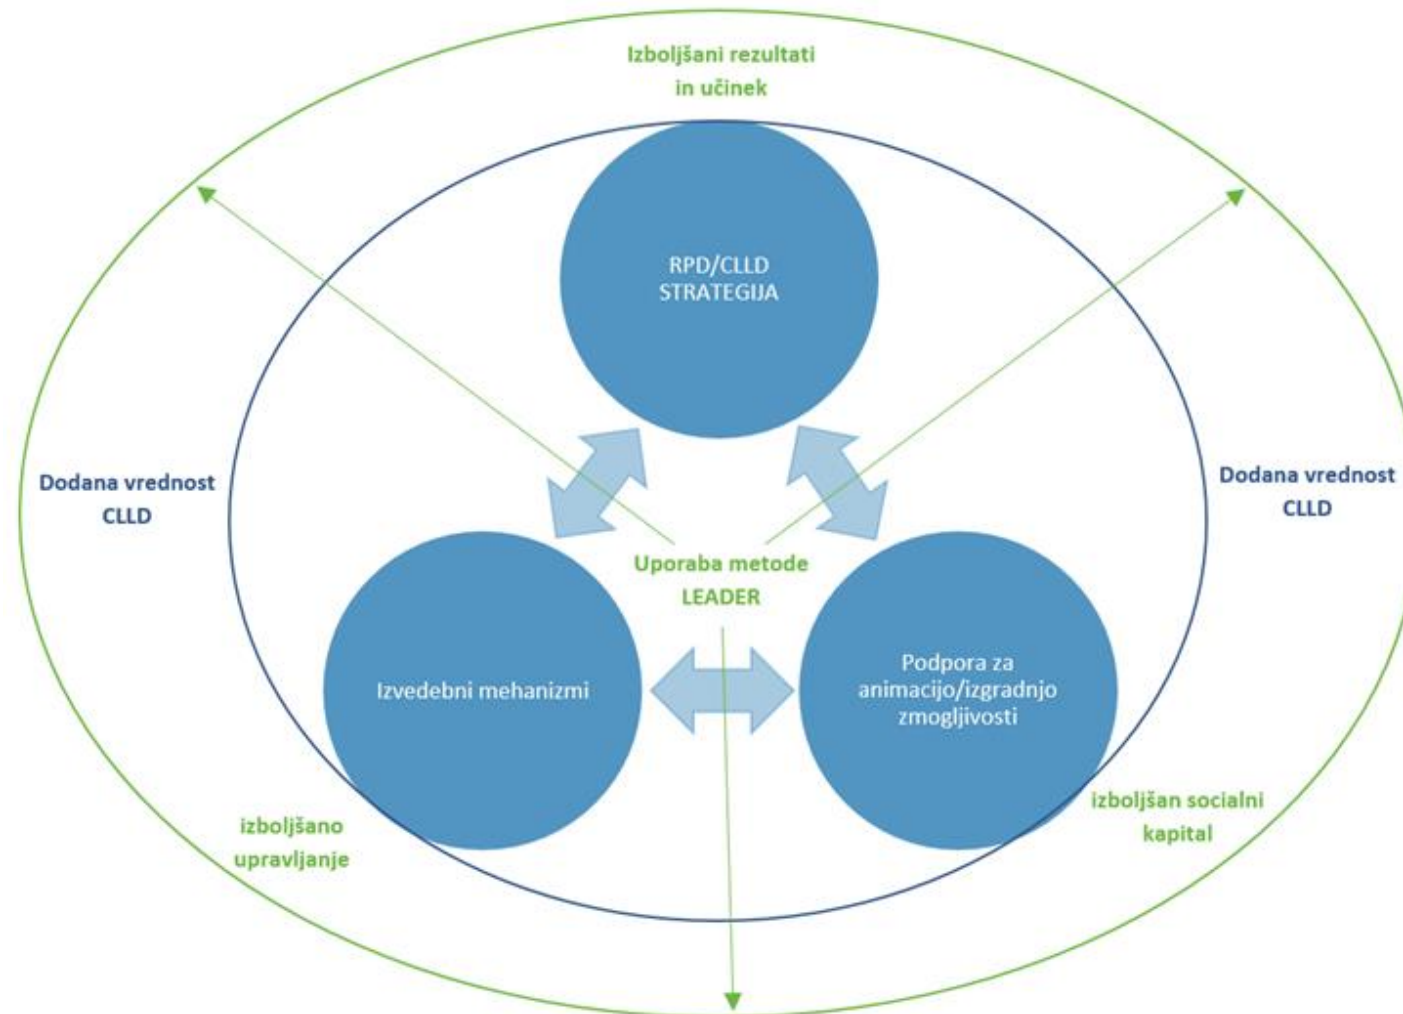 Izboljšani rezultati
in učinek
RPD/CLLD
STRATEGIJA
Dodana vrednost
CLLD
Dodana vrednost
CLLD
Uporaba metode
LEADER
Izvedebni mehanizmi
Podpora za
animacijo/izgradnjo
zmogljivosti
izboljšano
upravljanje
izboljšan socialni
kapital